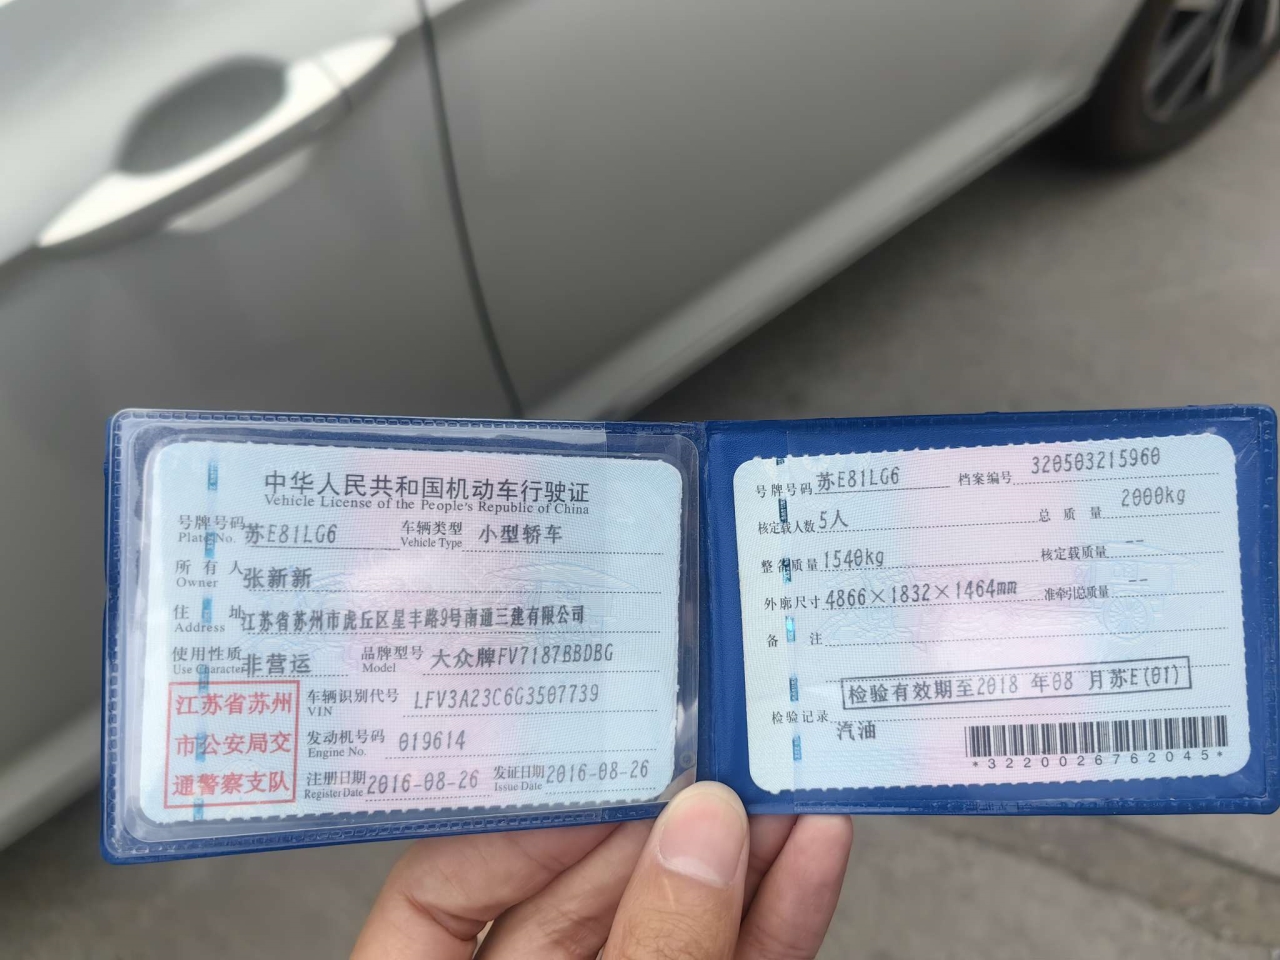 中华人民共和国机动车行驶证
Vehicle License of the People's Republic of China
号牌号码 苏E81LG6 车辆类型 小型轿车
Plate No. Vehicle Type
所有人 张新新
Owner
住址 江苏省苏州市虎丘区星丰路9号南通三建有限公司
Address
使用性质 非营运 品牌型号 大众牌FV7187BBDBG
Use Character Model
江苏省苏州
市公安局交
通警察支队
车辆识别代号 LFV3A23C6G3507739
VIN
发动机号码 019614
Engine No.
注册日期 2016-08-26 发证日期 2016-08-26
Register Date Issue Date
号牌号码 苏E81LG6 档案编号 320503215960
核定载人数 5人 总质量 2000kg
整备质量 1540kg 核定载质量 --
外廓尺寸 4866×1832×1464mm 准牵引总质量 --
备注
检验有效期至2018 年08 月苏E(01)
检验记录
汽油
*3220026762045*